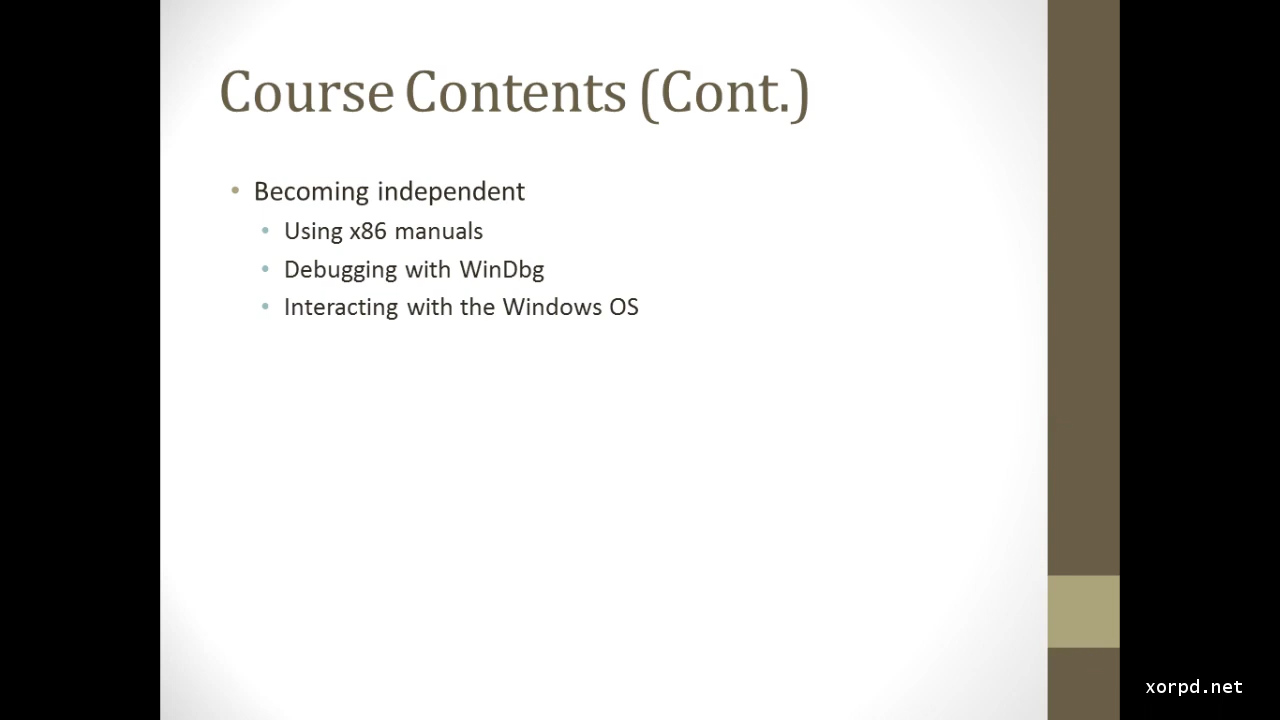 Course Contents (Cont.)
• Becoming independent
• Using x86 manuals
• Debugging with WinDbg
• Interacting with the Windows OS
xorpd.net